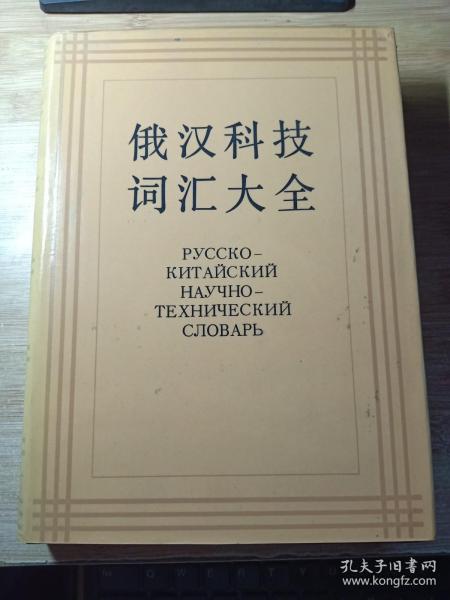 俄汉科技
词汇大全
РУССКО–
КИТАЙСКИЙ
НАУЧНО–
ТЕХНИЧЕСКИЙ
СЛОВАРЬ
孔夫子旧书网
www.kongfz.com